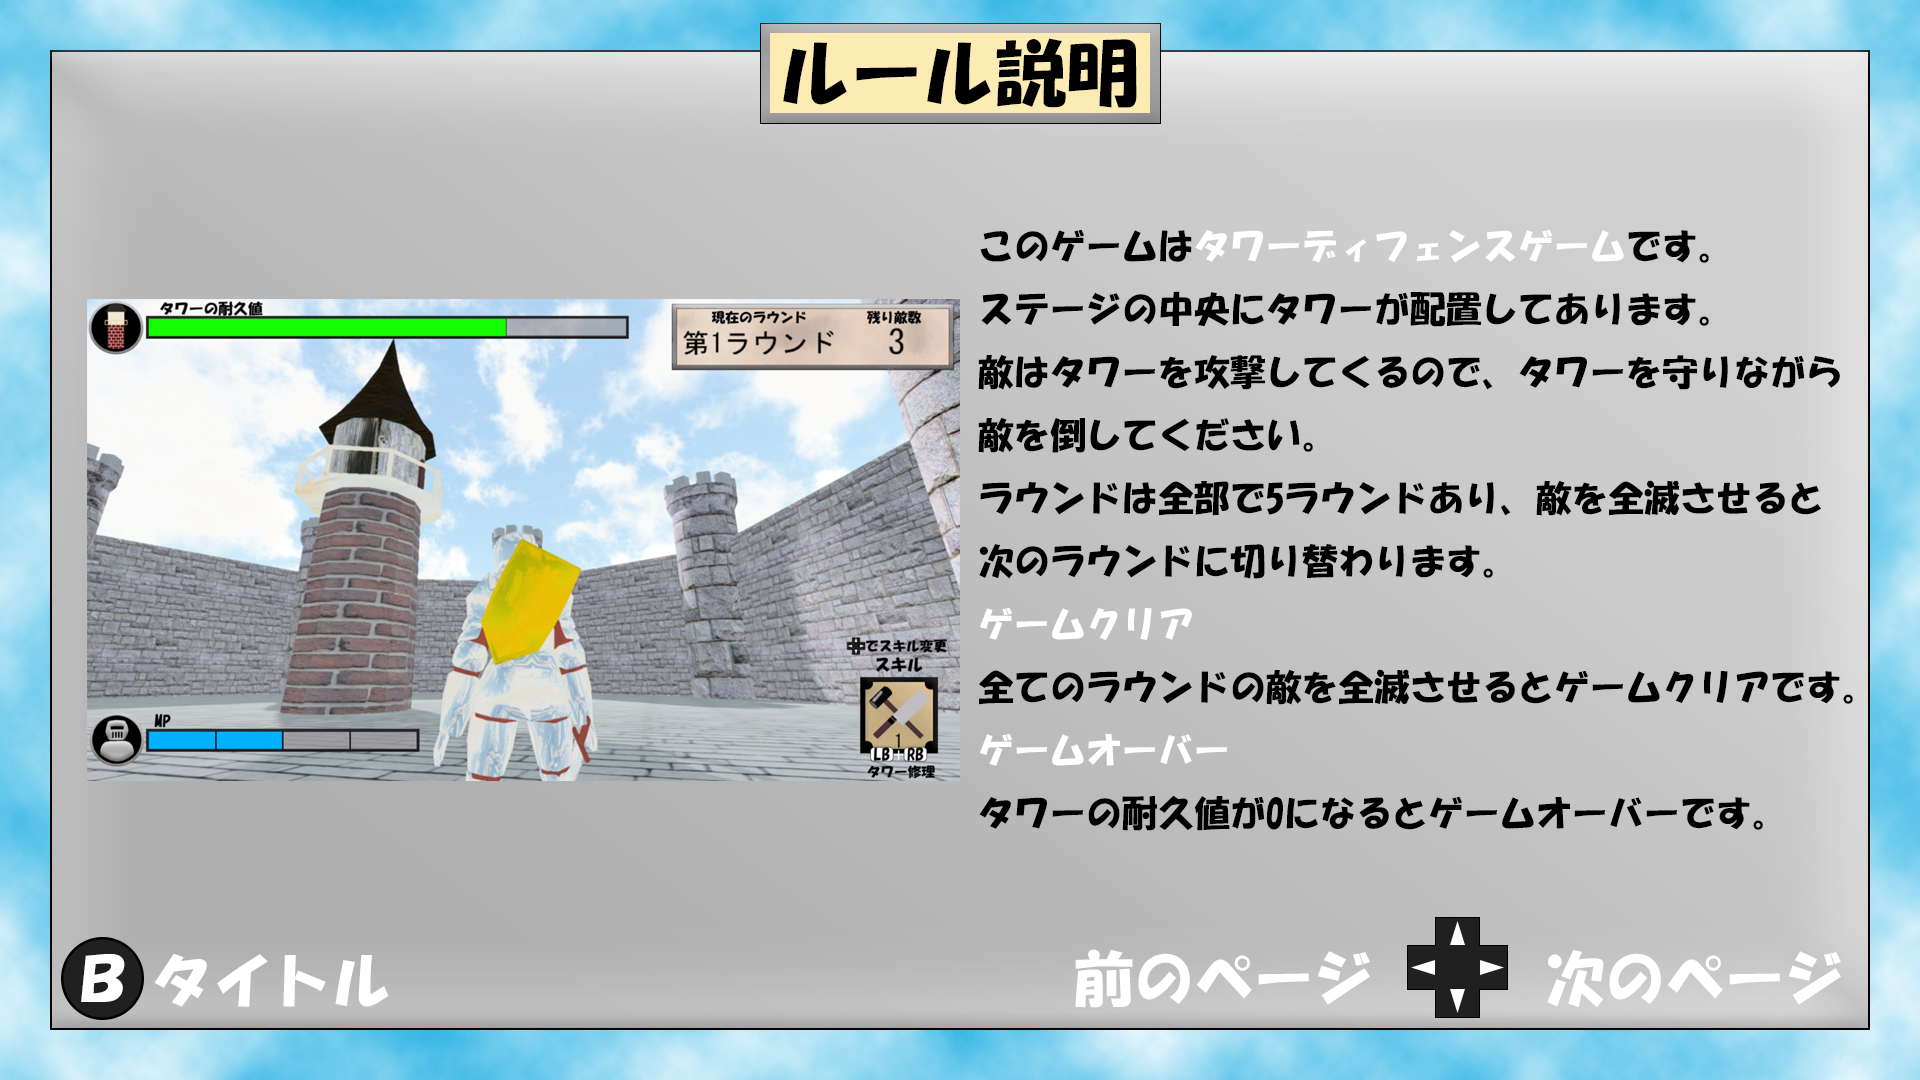 ルール説明
タワーの耐久値
現在のラウンド
残り敵数
第1ラウンド
3
MP
でスキル変更
スキル
1
LB+RB
タワー修理
このゲームはタワーディフェンスゲームです。
ステージの中央にタワーが配置してあります。
敵はタワーを攻撃してくるので、タワーを守りながら
敵を倒してください。
ラウンドは全部で5ラウンドあり、敵を全滅させると
次のラウンドに切り替わります。
ゲームクリア
全てのラウンドの敵を全滅させるとゲームクリアです。
ゲームオーバー
タワーの耐久値が0になるとゲームオーバーです。
B タイトル
前のページ
次のページ